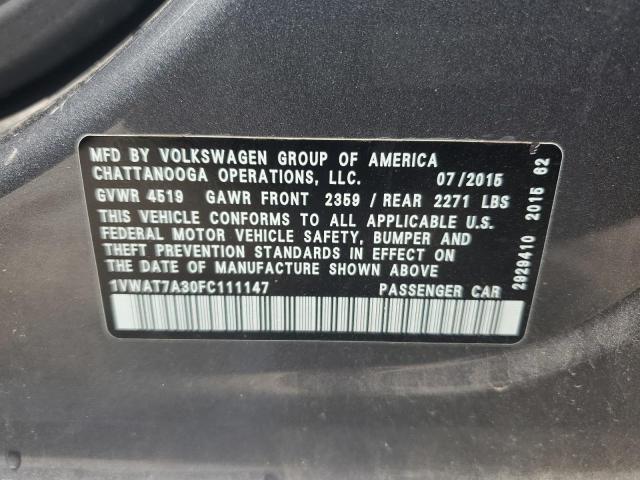 MFD BY VOLKSWAGEN GROUP OF AMERICA
CHATTANOOGA OPERATIONS, LLC. 07/2015
GVWR 4519 GAWR FRONT 2359 / REAR 2271 LBS
THIS VEHICLE CONFORMS TO ALL APPLICABLE U.S.
FEDERAL MOTOR VEHICLE SAFETY, BUMPER AND
THEFT PREVENTION STANDARDS IN EFFECT ON
THE DATE OF MANUFACTURE SHOWN ABOVE
1VWAT7A30FC111147 PASSENGER CAR
2929410 2015 62